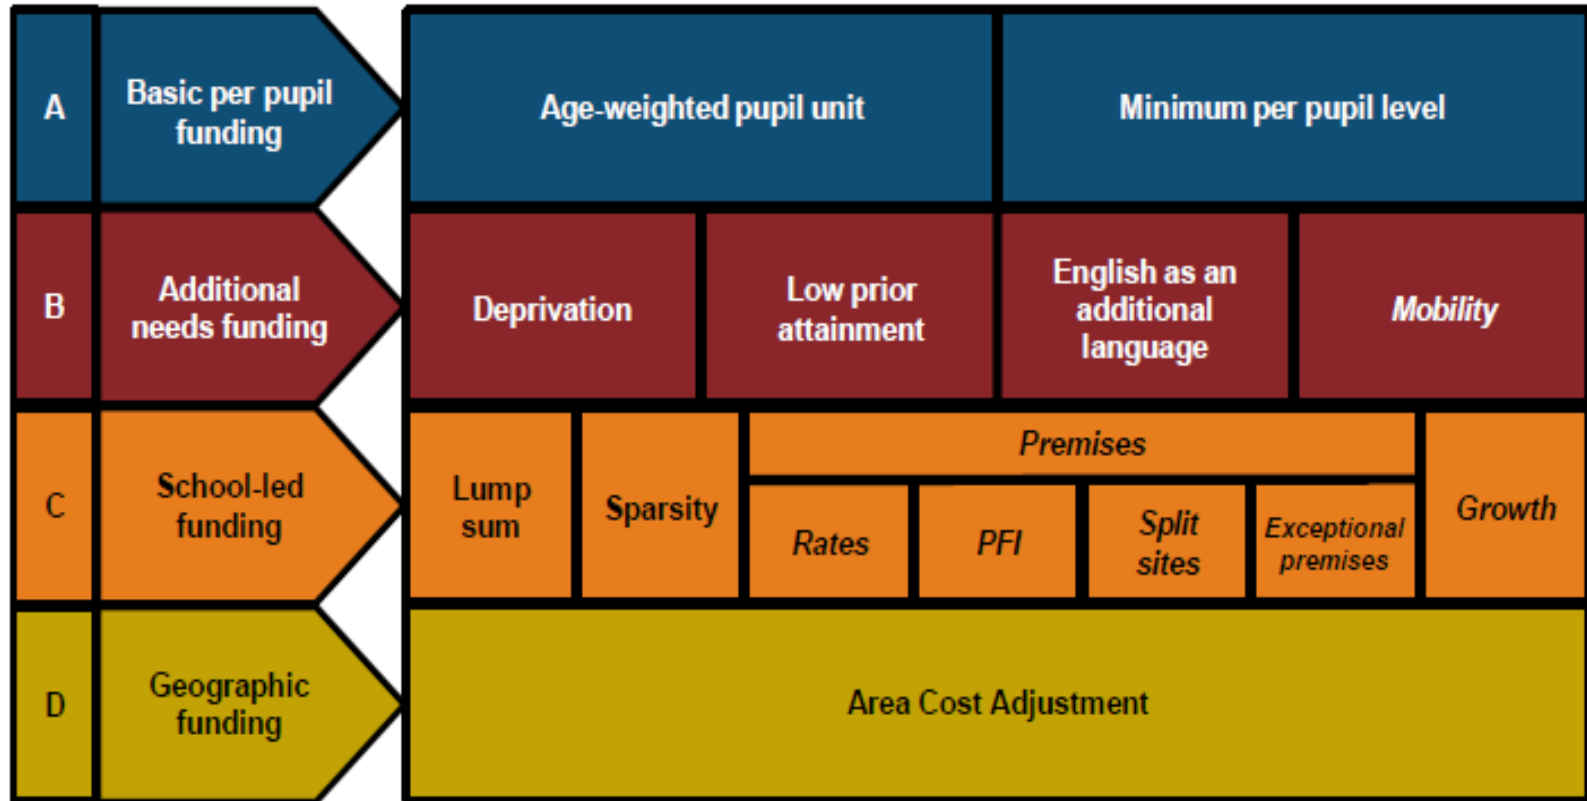 A
Basic per pupil
funding
Age-weighted pupil unit
Minimum per pupil level
B
Additional
needs funding
Deprivation
Low prior
attainment
English as an
additional
language
Mobility
C
School-led
funding
Lump
sum
Sparsity
Premises
Rates
PFI
Split
sites
Exceptional
premises
Growth
D
Geographic
funding
Area Cost Adjustment